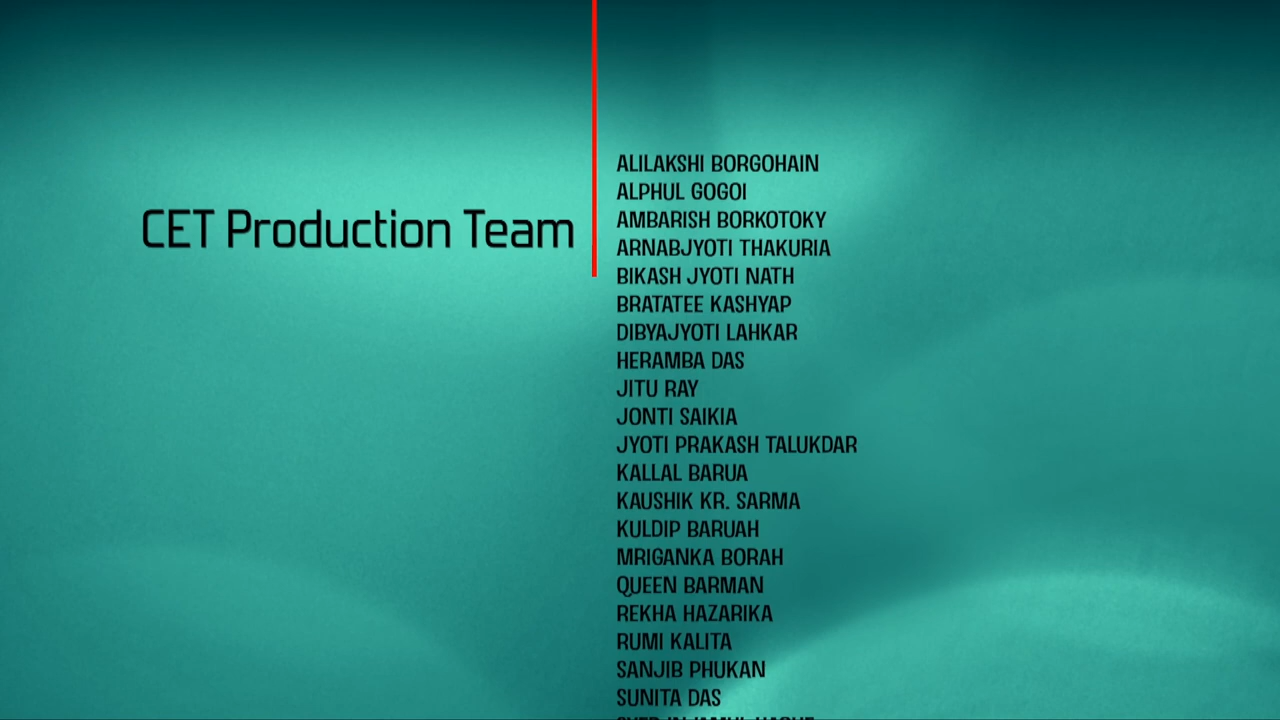 CET Production Team
ALILAKSHI BORGOHAIN
ALPHUL GOGOI
AMBARISH BORKOTOKY
ARNABJYOTI THAKURIA
BIKASH JYOTI NATH
BRATATEE KASHYAP
DIBYAJYOTI LAHKAR
HERAMBA DAS
JITU RAY
JONTI SAIKIA
JYOTI PRAKASH TALUKDAR
KALLAL BARUA
KAUSHIK KR. SARMA
KULDIP BARUAH
MRIGANKA BORAH
QUEEN BARMAN
REKHA HAZARIKA
RUMI KALITA
SANJIB PHUKAN
SUNITA DAS